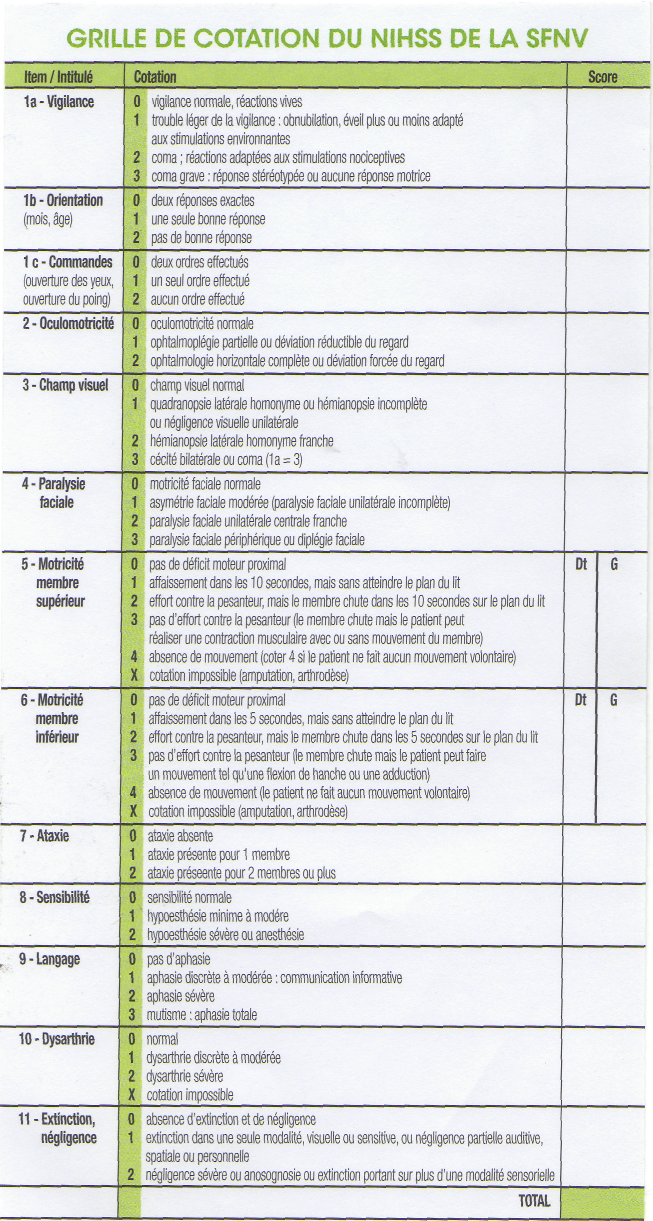 GRILLE DE COTATION DU NIHSS DE LA SFNV
Item / Intitulé Cotation Score
1a - Vigilance 0 vigilance normale, réactions vives
1 trouble léger de la vigilance : obnubilation, éveil plus ou moins adapté
aux stimulations environnantes
2 coma ; réactions adaptées aux stimulations nociceptives
3 coma grave : réponse stéréotypée ou aucune réponse motrice
1b - Orientation 0 deux réponses exactes
(mois, âge) 1 une seule bonne réponse
2 pas de bonne réponse
1 c - Commandes 0 deux ordres effectués
(ouverture des yeux, 1 un seul ordre effectué
ouverture du poing) 2 aucun ordre effectué
2 - Oculomotricité 0 oculomotricité normale
1 ophtalmoplégie partielle ou déviation réductible du regard
2 ophtalmologie horizontale complète ou déviation forcée du regard
3 - Champ visuel 0 champ visuel normal
1 quadranopsie latérale homonyme ou hémianopsie incomplète
ou négligence visuelle unilatérale
2 hémianopsie latérale homonyme franche
3 cécité bilatérale ou coma (1a = 3)
4 - Paralysie 0 motricité faciale normale
faciale 1 asymétrie faciale modérée (paralysie faciale unilatérale incomplète)
2 paralysie faciale unilatérale centrale franche
3 paralysie faciale périphérique ou diplégie faciale
5 - Motricité 0 pas de déficit moteur proximal Dt G
membre 1 affaissement dans les 10 secondes, mais sans atteindre le plan du lit
supérieur 2 effort contre la pesanteur, mais le membre chute dans les 10 secondes sur le plan du lit
3 pas d'effort contre la pesanteur (le membre chute mais le patient peut
réaliser une contraction musculaire avec ou sans mouvement du membre)
4 absence de mouvement (coter 4 si le patient ne fait aucun mouvement volontaire)
X cotation impossible (amputation, arthrodèse)
6 - Motricité 0 pas de déficit moteur proximal Dt G
membre 1 affaissement dans les 5 secondes, mais sans atteindre le plan du lit
inférieur 2 effort contre la pesanteur, mais le membre chute dans les 5 secondes sur le plan du lit
3 pas d'effort contre la pesanteur (le membre chute mais le patient peut faire
un mouvement tel qu'une flexion de hanche ou une adduction)
4 absence de mouvement (le patient ne fait aucun mouvement volontaire)
X cotation impossible (amputation, arthrodèse)
7 - Ataxie 0 ataxie absente
1 ataxie présente pour 1 membre
2 ataxie préseente pour 2 membres ou plus
8 - Sensibilité 0 sensibilité normale
1 hypoesthésie minime à modére
2 hypoesthésie sévère ou anesthésie
9 - Langage 0 pas d'aphasie
1 aphasie discrète à modérée : communication informative
2 aphasie sévère
3 mutisme : aphasie totale
10 - Dysarthrie 0 normal
1 dysarthrie discrète à modérée
2 dysarthrie sévère
X cotation impossible
11 - Extinction, 0 absence d'extinction et de négligence
négligence 1 extinction dans une seule modalité, visuelle ou sensitive, ou négligence partielle auditive,
spatiale ou personnelle
2 négligence sévère ou anosognosie ou extinction portant sur plus d'une modalité sensorielle
TOTAL